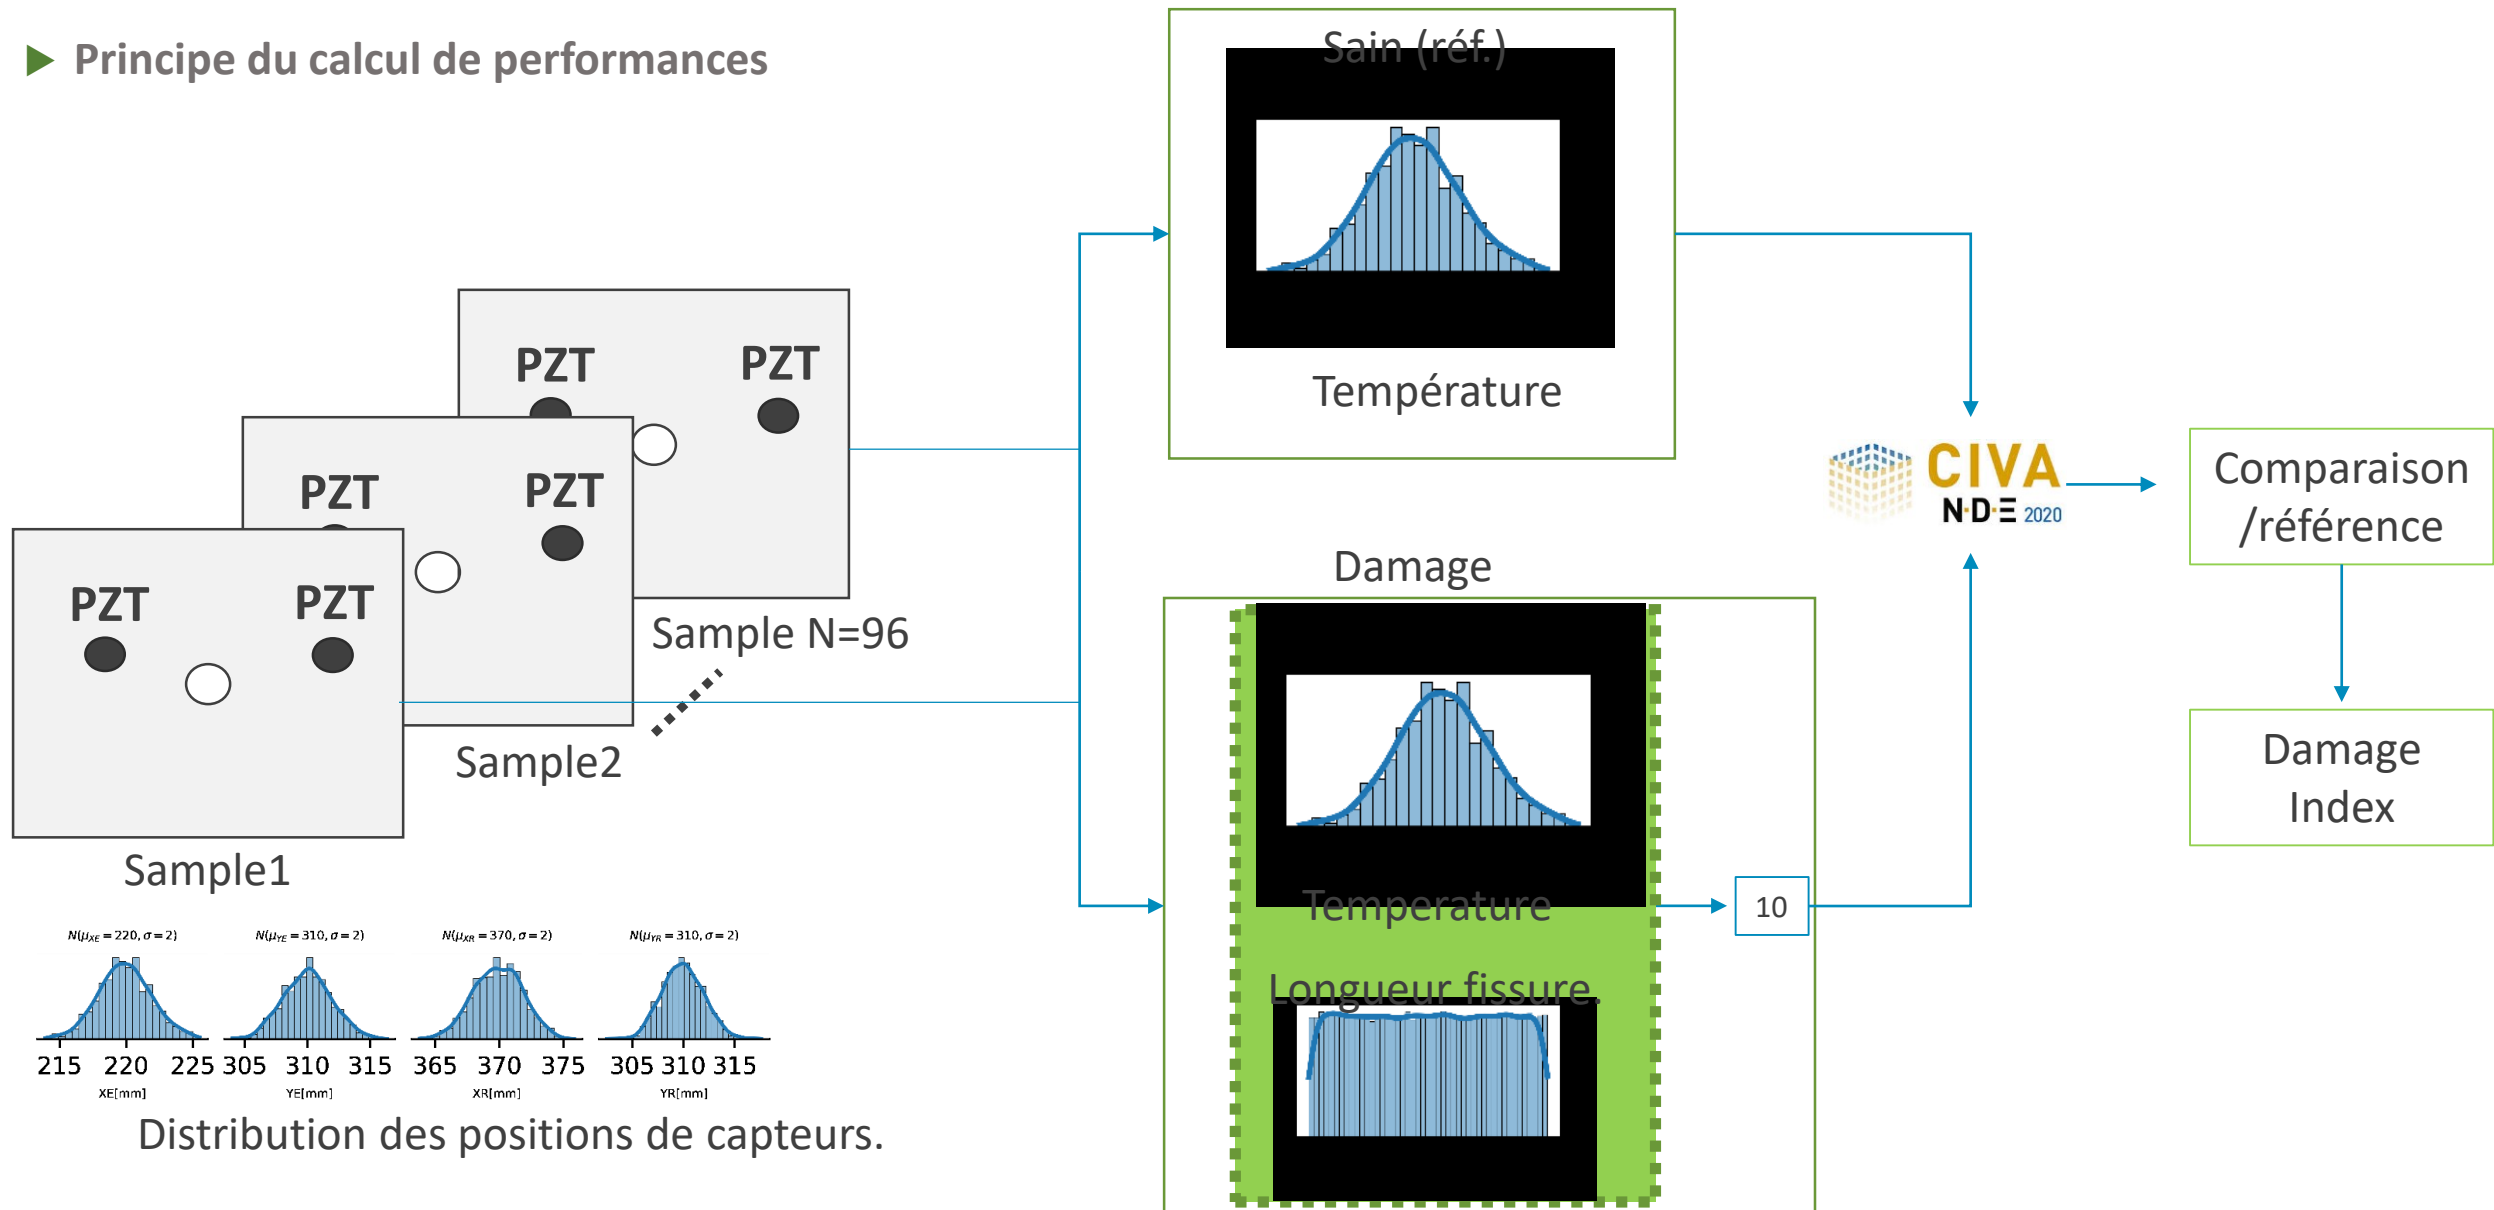 Principe du calcul de performances
Sain (réf.)
Température
PZT PZT
PZT PZT
PZT PZT
Sample N=96
Sample2
Sample1
N(μXE = 220, σ = 2) N(μYE = 310, σ = 2) N(μXR = 370, σ = 2) N(μYR = 310, σ = 2)
215 220 225 305 310 315 365 370 375 305 310 315
XE[mm] YE[mm] XR[mm] YR[mm]
Distribution des positions de capteurs.
Damage
Temperature
Longueur fissure.
10
CIVA
N·D·E 2020
Comparaison
/référence
Damage
Index